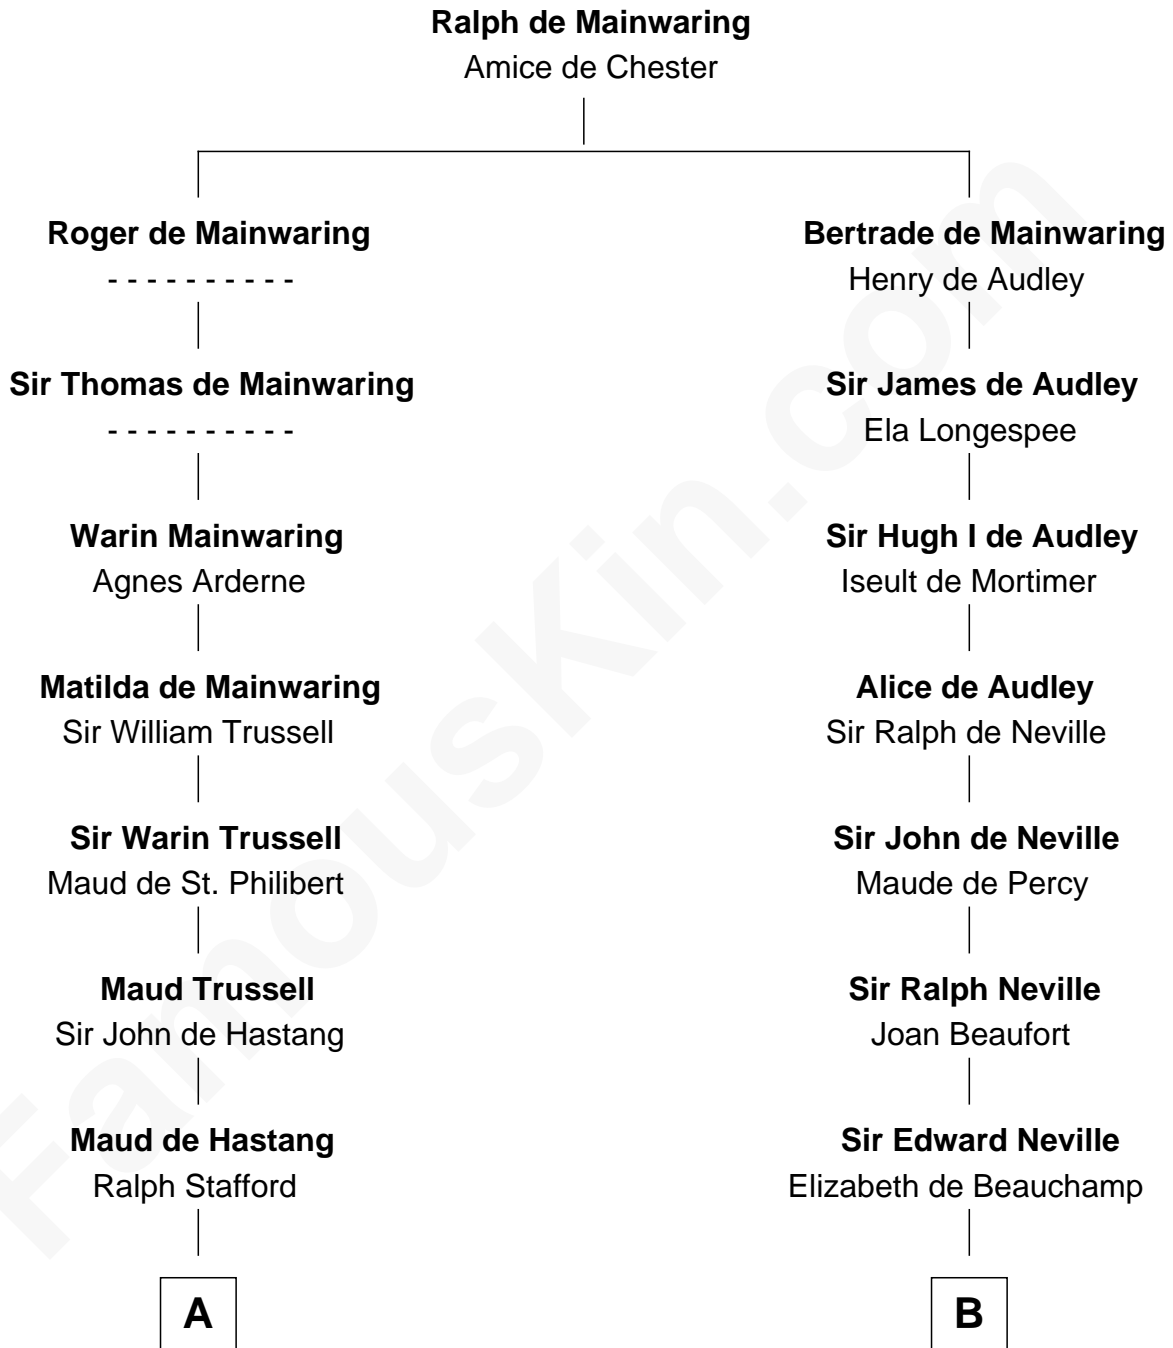 Ralph de Mainwaring
Amice de Chester
Roger de Mainwaring
- - - - - - - - - -
Sir Thomas de Mainwaring
- - - - - - - - - -
Warin Mainwaring
Agnes Arderne
Matilda de Mainwaring
Sir William Trussell
Sir Warin Trussell
Maud de St. Philibert
Maud Trussell
Sir John de Hastang
Maud de Hastang
Ralph Stafford
A
Bertrade de Mainwaring
Henry de Audley
Sir James de Audley
Ela Longespee
Sir Hugh I de Audley
Iseult de Mortimer
Alice de Audley
Sir Ralph de Neville
Sir John de Neville
Maude de Percy
Sir Ralph Neville
Joan Beaufort
Sir Edward Neville
Elizabeth de Beauchamp
B
FamousKin.com